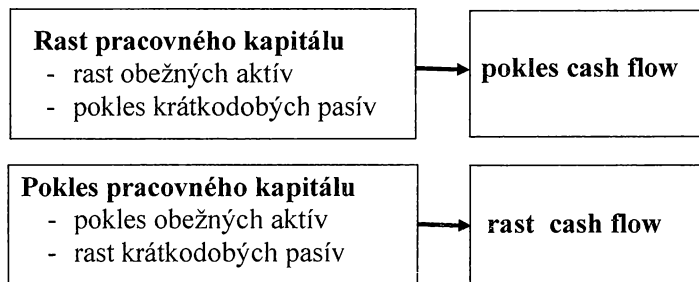 Rast pracovného kapitálu
- rast obežných aktív
- pokles krátkodobých pasív
pokles cash flow
Pokles pracovného kapitálu
- pokles obežných aktív
- rast krátkodobých pasív
rast cash flow